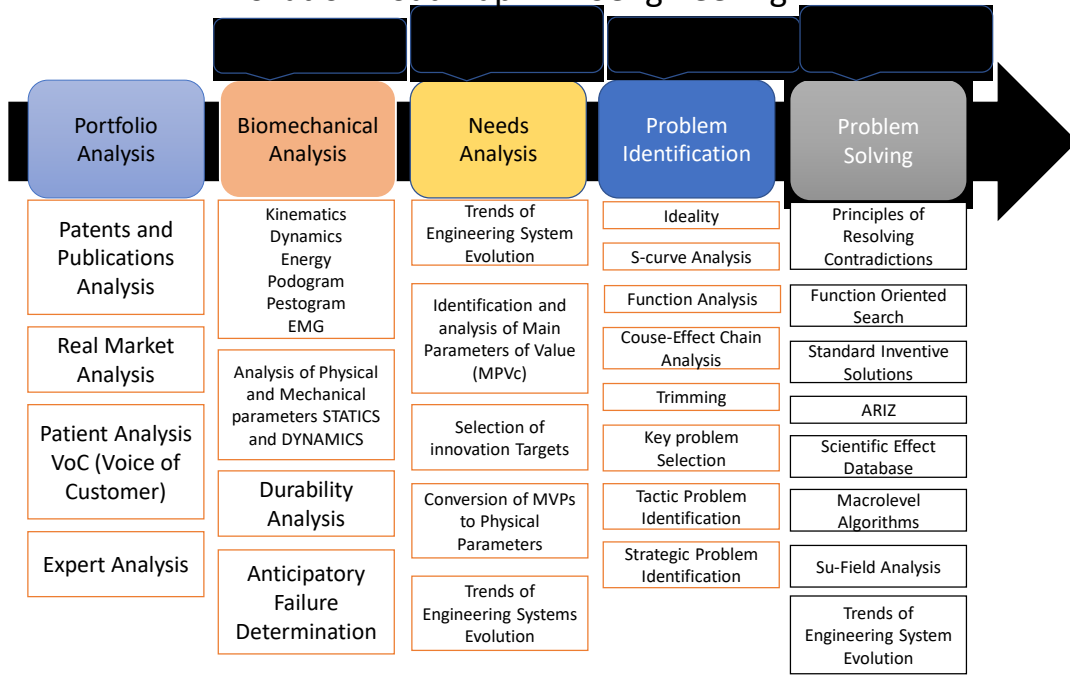 Portfolio
Analysis
Patents and
Publications
Analysis
Real Market
Analysis
Patient Analysis
VoC (Voice of
Customer)
Expert Analysis
Biomechanical
Analysis
Kinematics
Dynamics
Energy
Podogram
Pestogram
EMG
Analysis of Physical
and Mechanical
parameters STATICS
and DYNAMICS
Durability
Analysis
Anticipatory
Failure
Determination
Needs
Analysis
Trends of
Engineering System
Evolution
Identification and
analysis of Main
Parameters of Value
(MPVc)
Selection of
innovation Targets
Conversion of MVPs
to Physical
Parameters
Trends of
Engineering Systems
Evolution
Problem
Identification
Ideality
S-curve Analysis
Function Analysis
Couse-Effect Chain
Analysis
Trimming
Key problem
Selection
Tactic Problem
Identification
Strategic Problem
Identification
Problem
Solving
Principles of
Resolving
Contradictions
Function Oriented
Search
Standard Inventive
Solutions
ARIZ
Scientific Effect
Database
Macrolevel
Algorithms
Su-Field Analysis
Trends of
Engineering System
Evolution